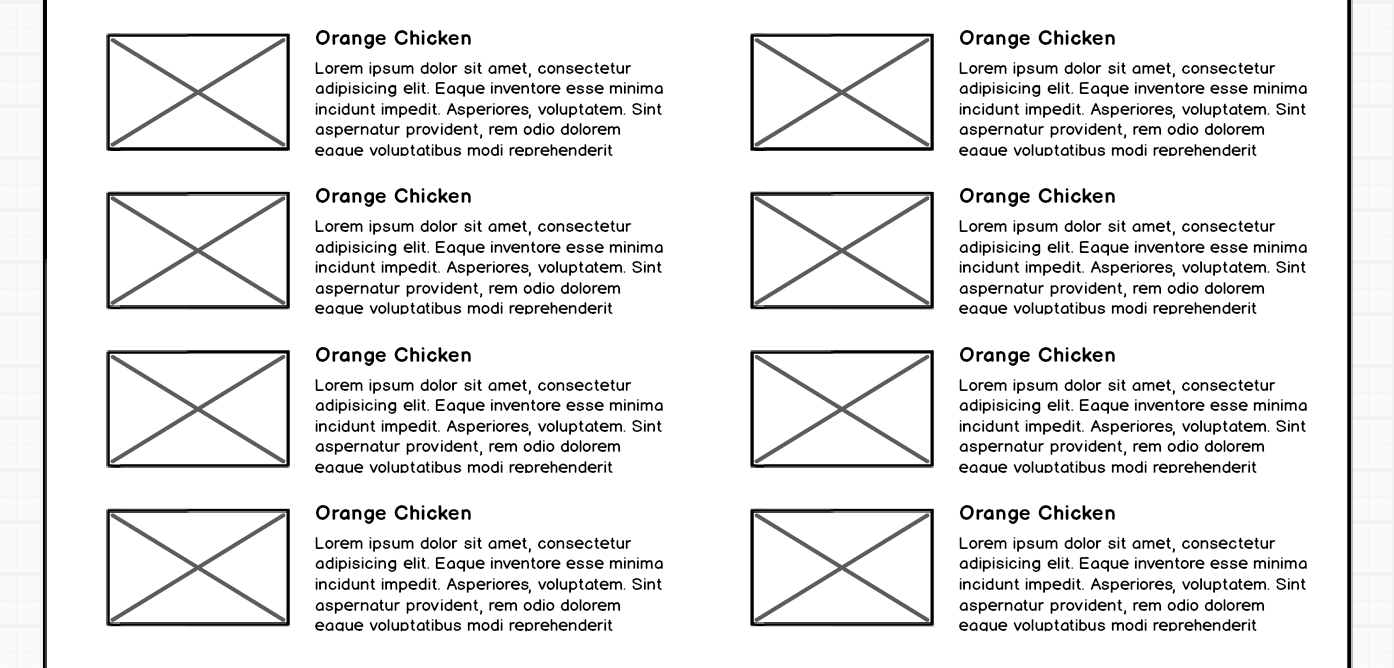 Orange Chicken
Lorem ipsum dolor sit amet, consectetur
adipisicing elit. Eaque inventore esse minima
incidunt impedit. Asperiores, voluptatem. Sint
aspernatur provident, rem odio dolorem
eaque voluptatibus modi reprehenderit
Orange Chicken
Lorem ipsum dolor sit amet, consectetur
adipisicing elit. Eaque inventore esse minima
incidunt impedit. Asperiores, voluptatem. Sint
aspernatur provident, rem odio dolorem
eaque voluptatibus modi reprehenderit
Orange Chicken
Lorem ipsum dolor sit amet, consectetur
adipisicing elit. Eaque inventore esse minima
incidunt impedit. Asperiores, voluptatem. Sint
aspernatur provident, rem odio dolorem
eaque voluptatibus modi reprehenderit
Orange Chicken
Lorem ipsum dolor sit amet, consectetur
adipisicing elit. Eaque inventore esse minima
incidunt impedit. Asperiores, voluptatem. Sint
aspernatur provident, rem odio dolorem
eaque voluptatibus modi reprehenderit
Orange Chicken
Lorem ipsum dolor sit amet, consectetur
adipisicing elit. Eaque inventore esse minima
incidunt impedit. Asperiores, voluptatem. Sint
aspernatur provident, rem odio dolorem
eaque voluptatibus modi reprehenderit
Orange Chicken
Lorem ipsum dolor sit amet, consectetur
adipisicing elit. Eaque inventore esse minima
incidunt impedit. Asperiores, voluptatem. Sint
aspernatur provident, rem odio dolorem
eaque voluptatibus modi reprehenderit
Orange Chicken
Lorem ipsum dolor sit amet, consectetur
adipisicing elit. Eaque inventore esse minima
incidunt impedit. Asperiores, voluptatem. Sint
aspernatur provident, rem odio dolorem
eaque voluptatibus modi reprehenderit
Orange Chicken
Lorem ipsum dolor sit amet, consectetur
adipisicing elit. Eaque inventore esse minima
incidunt impedit. Asperiores, voluptatem. Sint
aspernatur provident, rem odio dolorem
eaque voluptatibus modi reprehenderit